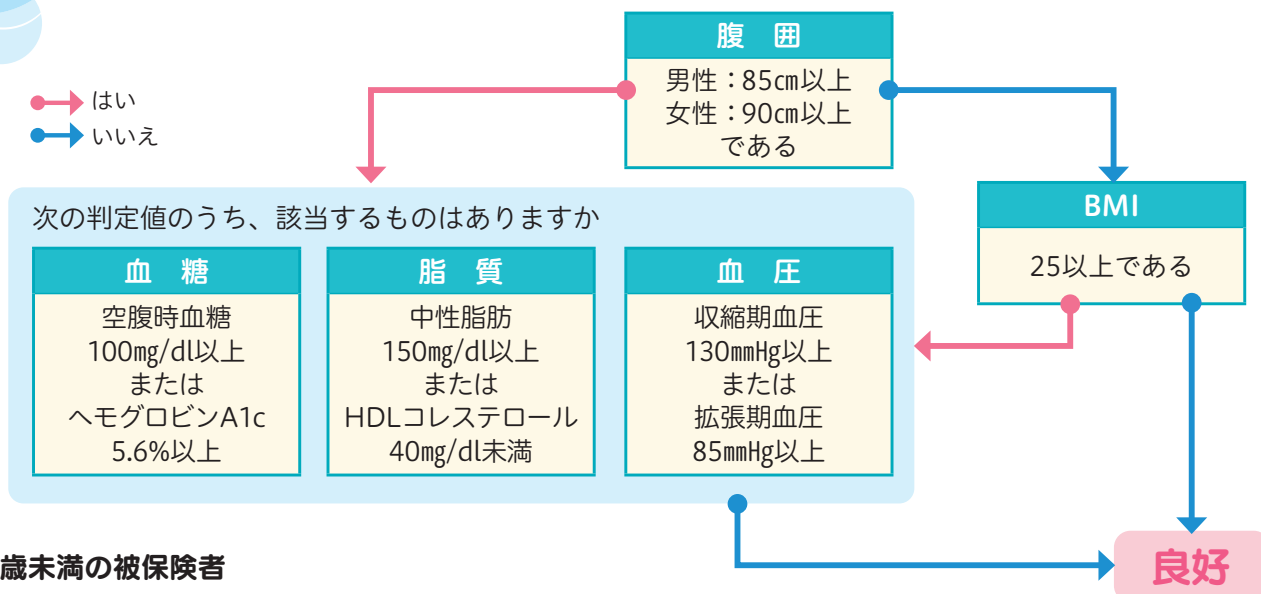 はい
いいえ
腹 囲
男性：85㎝以上
女性：90㎝以上
である
BMI
25以上である
次の判定値のうち、該当するものはありますか
血 糖
空腹時血糖
100㎎/dl以上
または
ヘモグロビンA1c
5.6%以上
脂 質
中性脂肪
150㎎/dl以上
または
HDLコレステロール
40㎎/dl未満
血 圧
収縮期血圧
130㎜Hg以上
または
拡張期血圧
85㎜Hg以上
良好
歳未満の被保険者